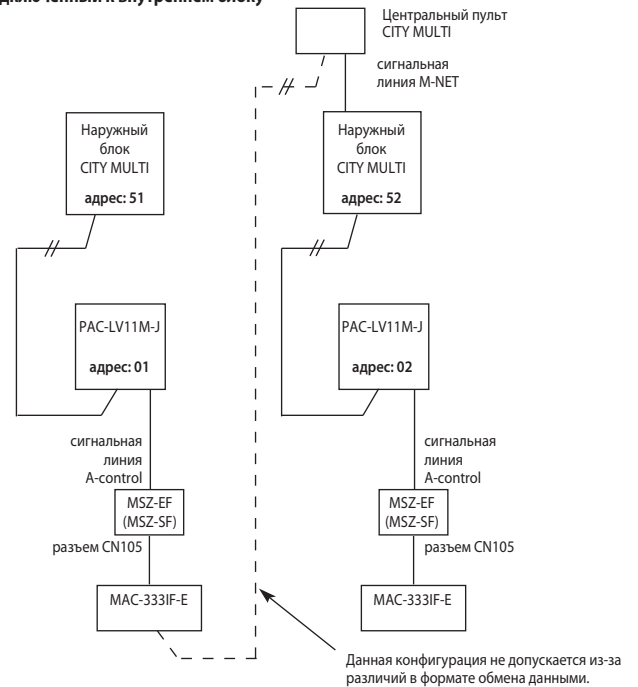 дключенный к внутреннем блоку
Центральный пульт
CITY MULTI
сигнальная
линия M-NET
Наружный
блок
CITY MULTI
адрес: 51
Наружный
блок
CITY MULTI
адрес: 52
PAC-LV11M-J
адрес: 01
PAC-LV11M-J
адрес: 02
сигнальная
линия
A-control
сигнальная
линия
A-control
MSZ-EF
(MSZ-SF)
MSZ-EF
(MSZ-SF)
разъем CN105
разъем CN105
MAC-333IF-E
MAC-333IF-E
Данная конфигурация не допускается из-за
различий в формате обмена данными.